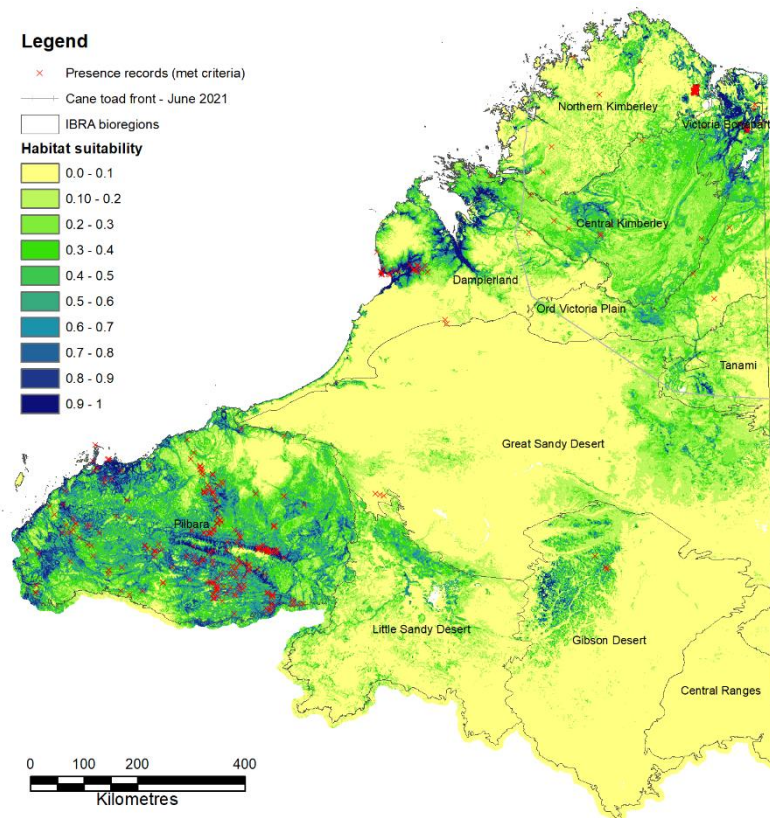 Legend
Presence records (met criteria)
Cane toad front - June 2021
IBRA bioregions
Habitat suitability
0.0 - 0.1
0.10 - 0.2
0.2 - 0.3
0.3 - 0.4
0.4 - 0.5
0.5 - 0.6
0.6 - 0.7
0.7 - 0.8
0.8 - 0.9
0.9 - 1
Northern Kimberley
Victoria Bonaparte
Central Kimberley
Dampierland
Ord Victoria Plain
Tanami
Great Sandy Desert
Pilbara
Little Sandy Desert
Gibson Desert
Central Ranges
0 50 100 200 300 400
Kilometres